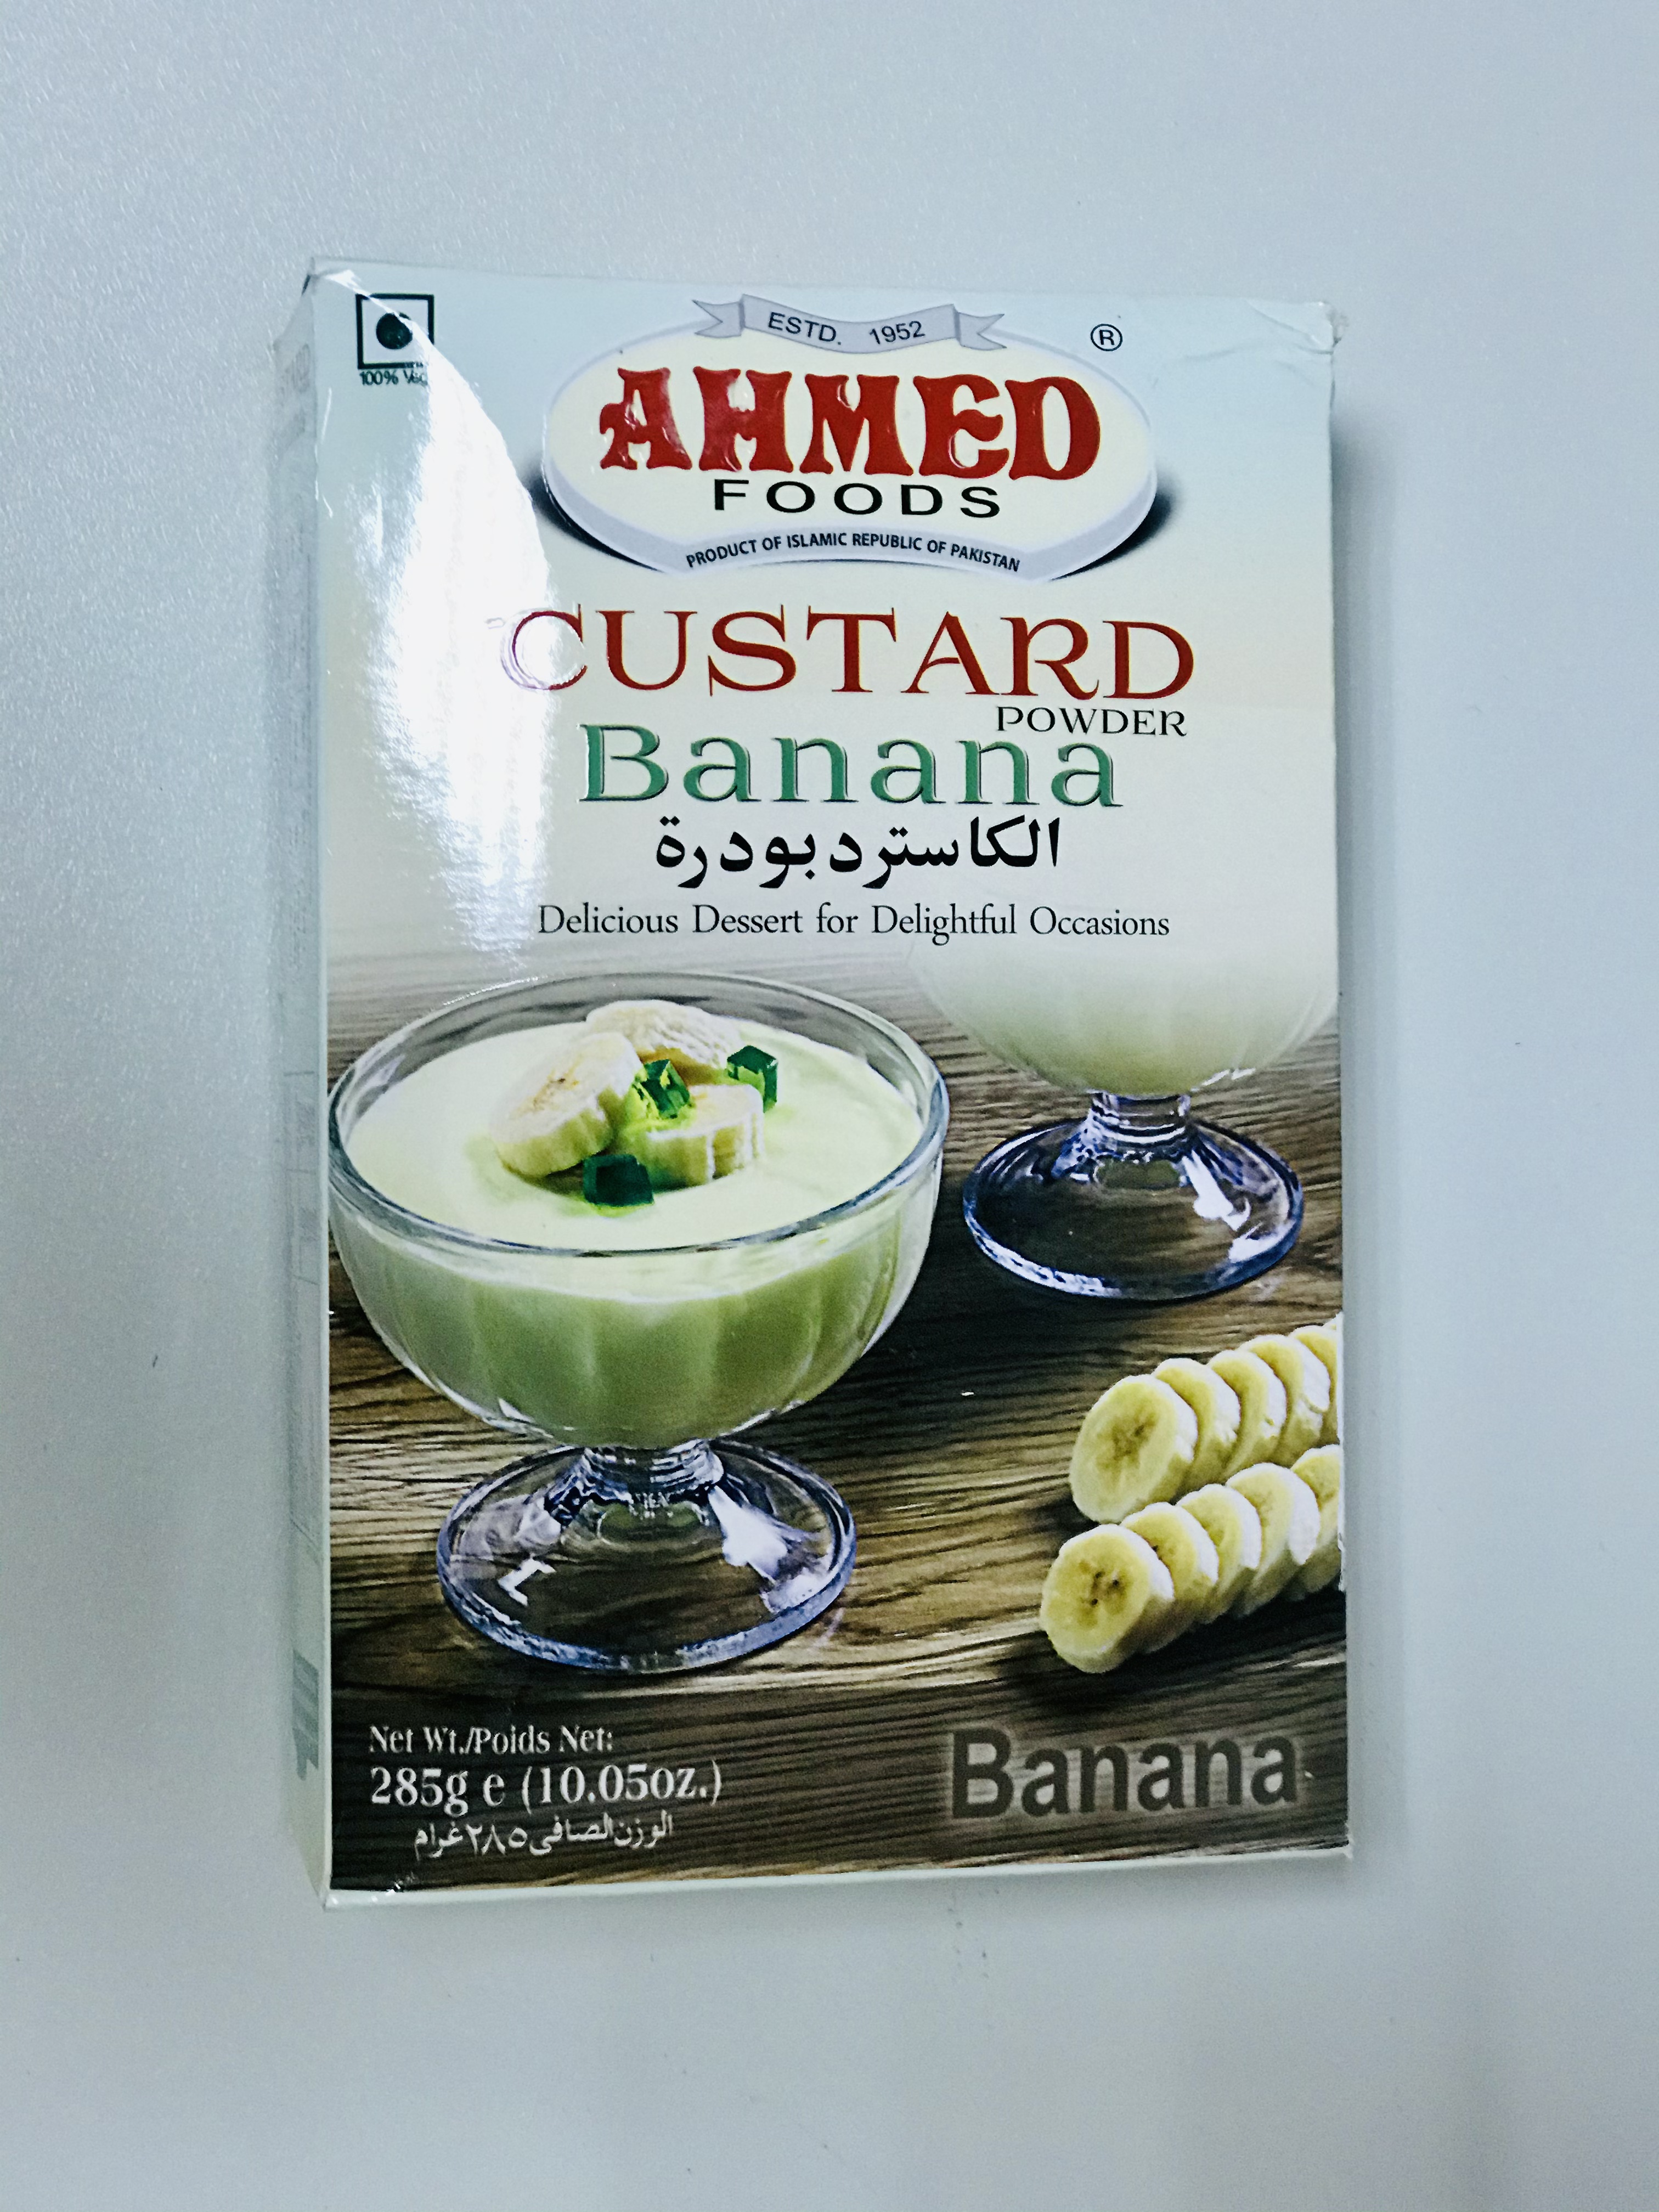 100% Veg
ESTD. 1952
®
AHMED
FOODS
PRODUCT OF ISLAMIC REPUBLIC OF PAKISTAN
CUSTARD
POWDER
Banana
الكاسترد بودرة
Delicious Dessert for Delightful Occasions
Net Wt./Poids Net:
285g e (10.05oz.)
الوزن الصافي ٢٨٥ غرام
Banana